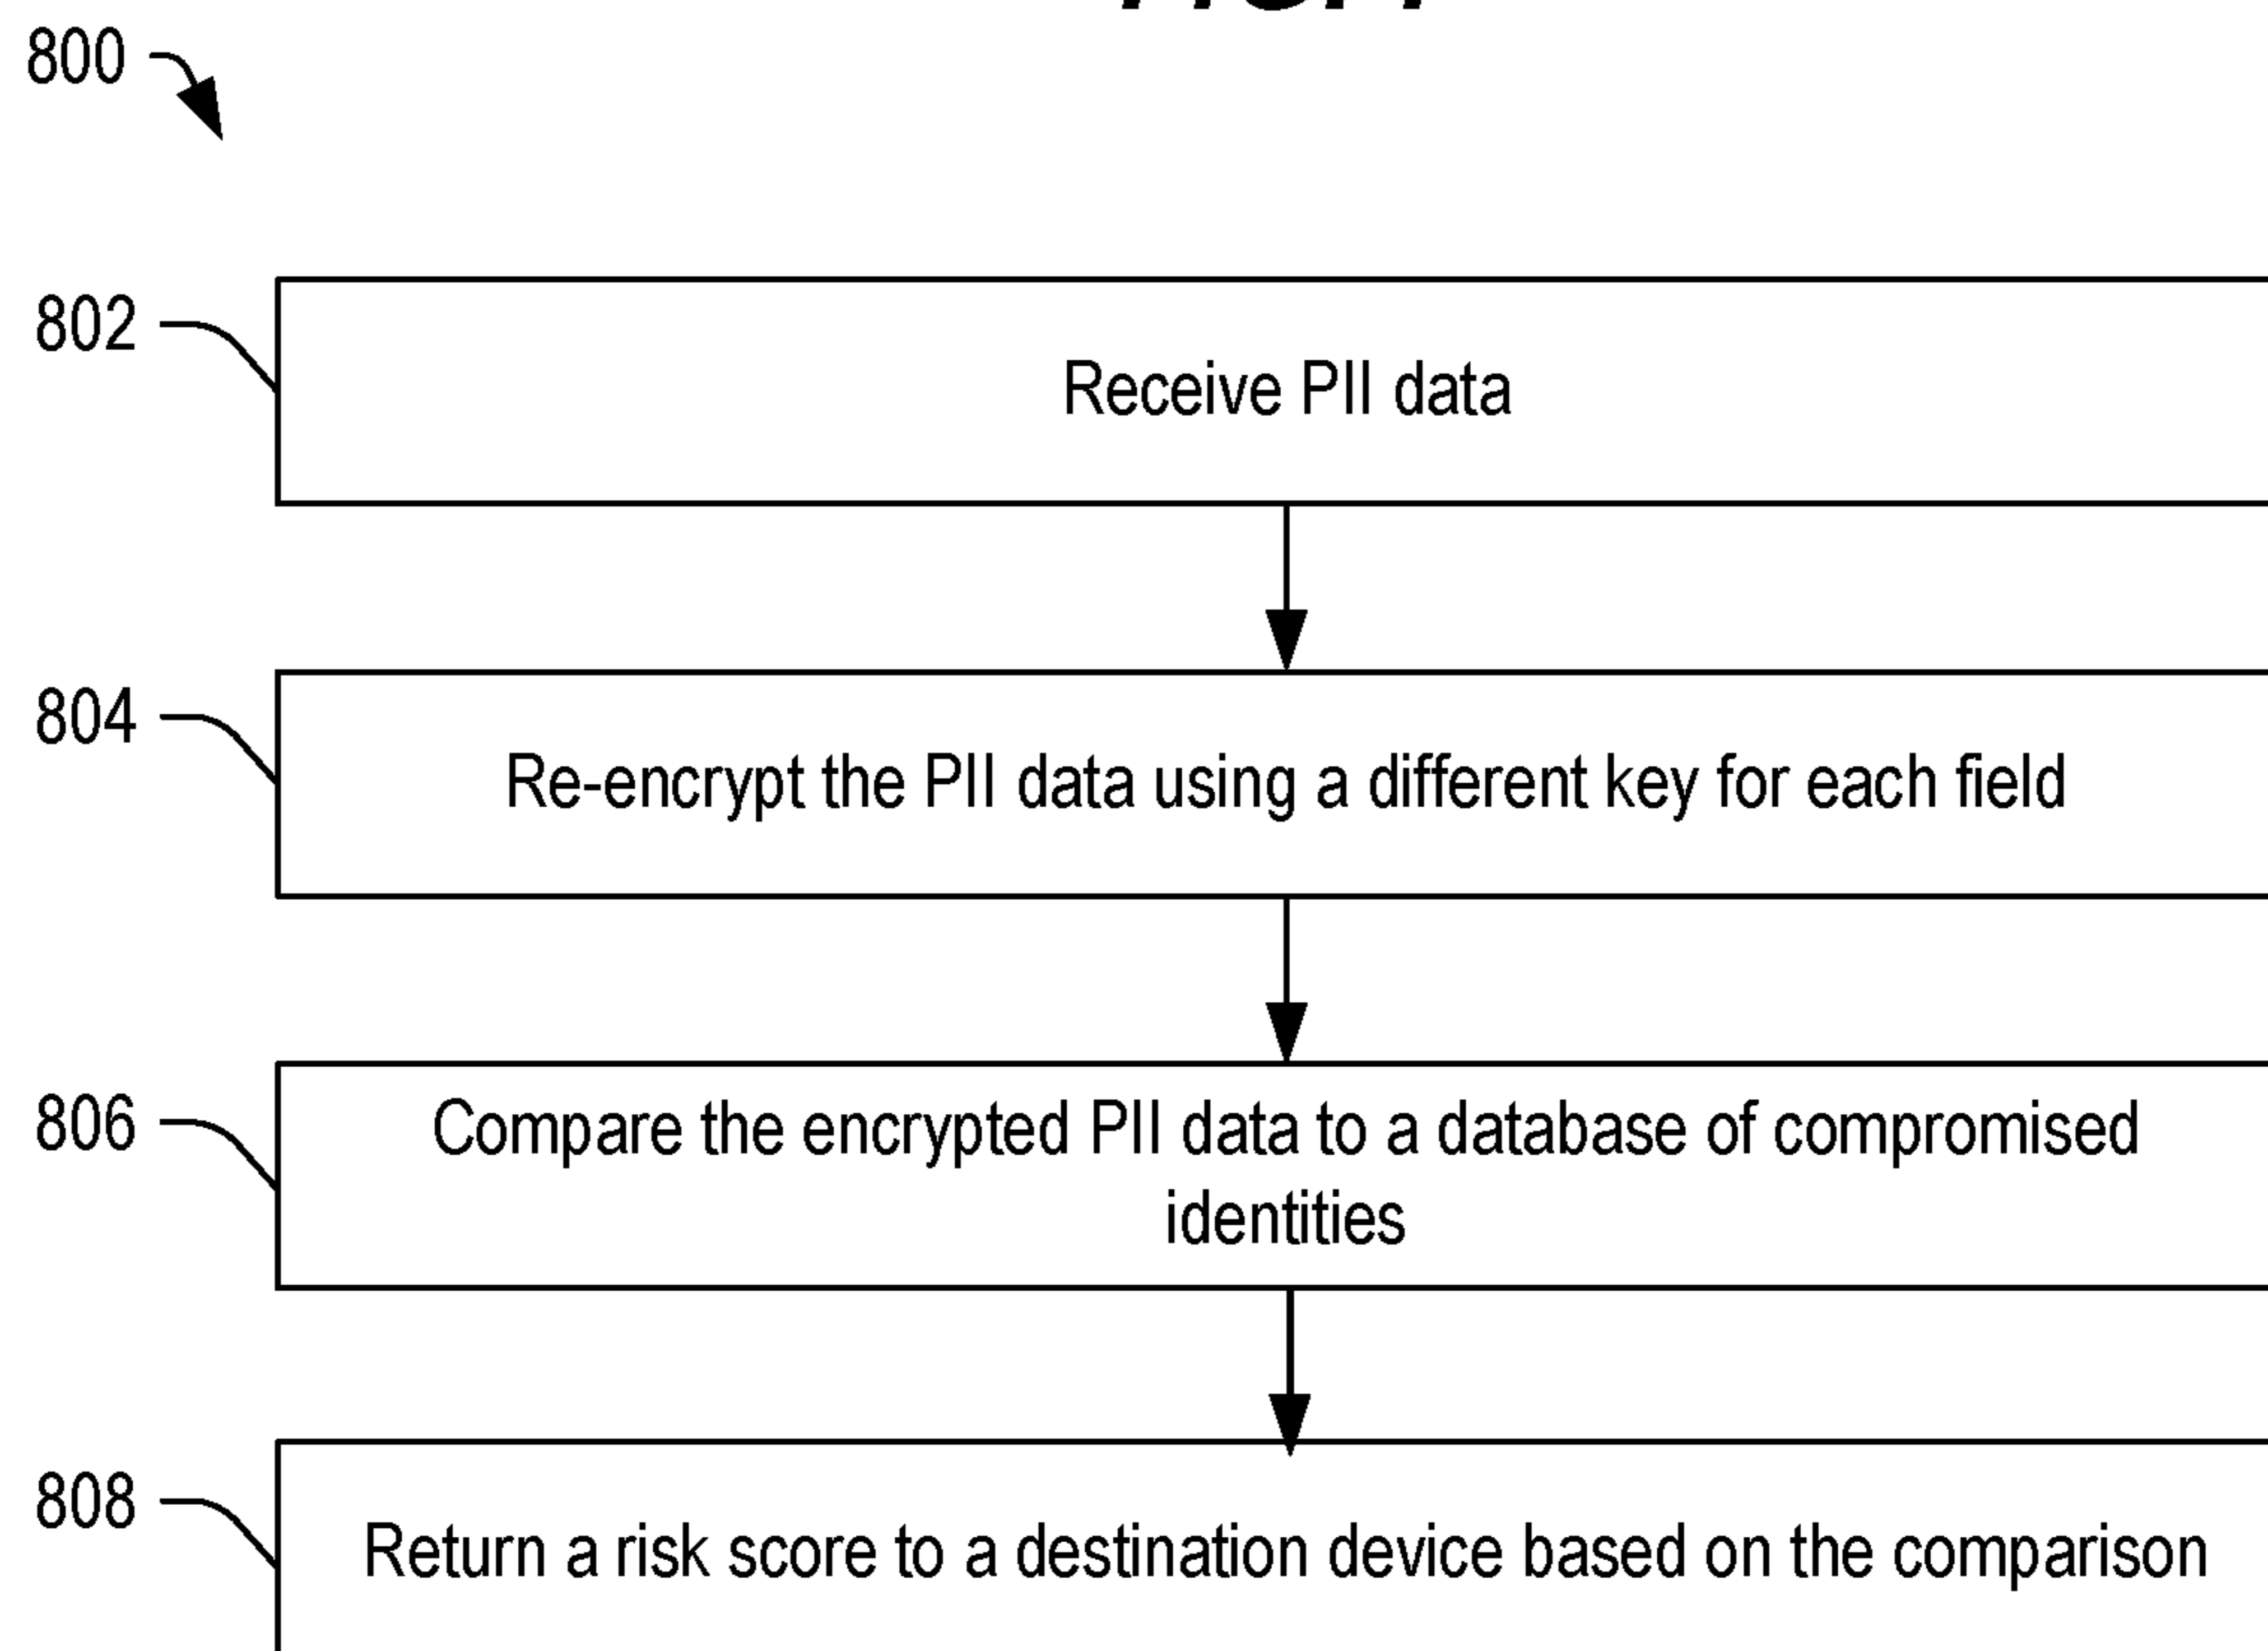 800
802
Receive PII data
804
Re-encrypt the PII data using a different key for each field
806
Compare the encrypted PII data to a database of compromised
identities
808
Return a risk score to a destination device based on the comparison